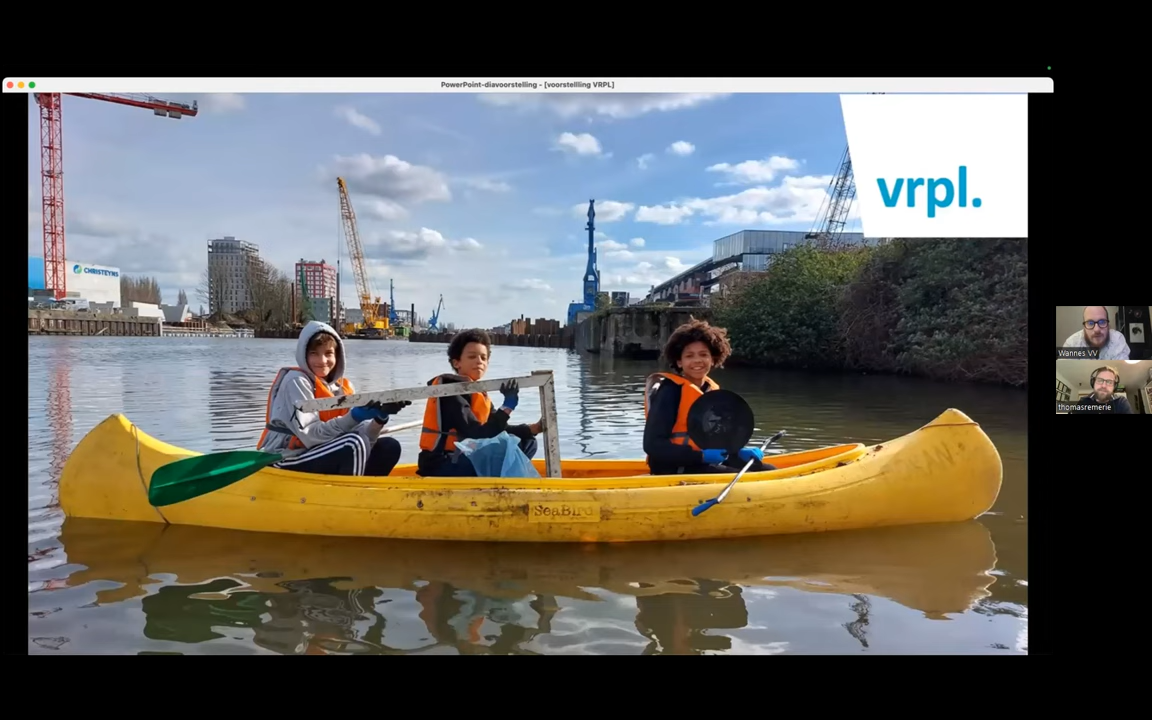 PowerPoint-diavoorstelling - [voorstelling VRPL]
vrpl.
CHRISTEYNS
SeaBird
Wannes VV
thomasremerie